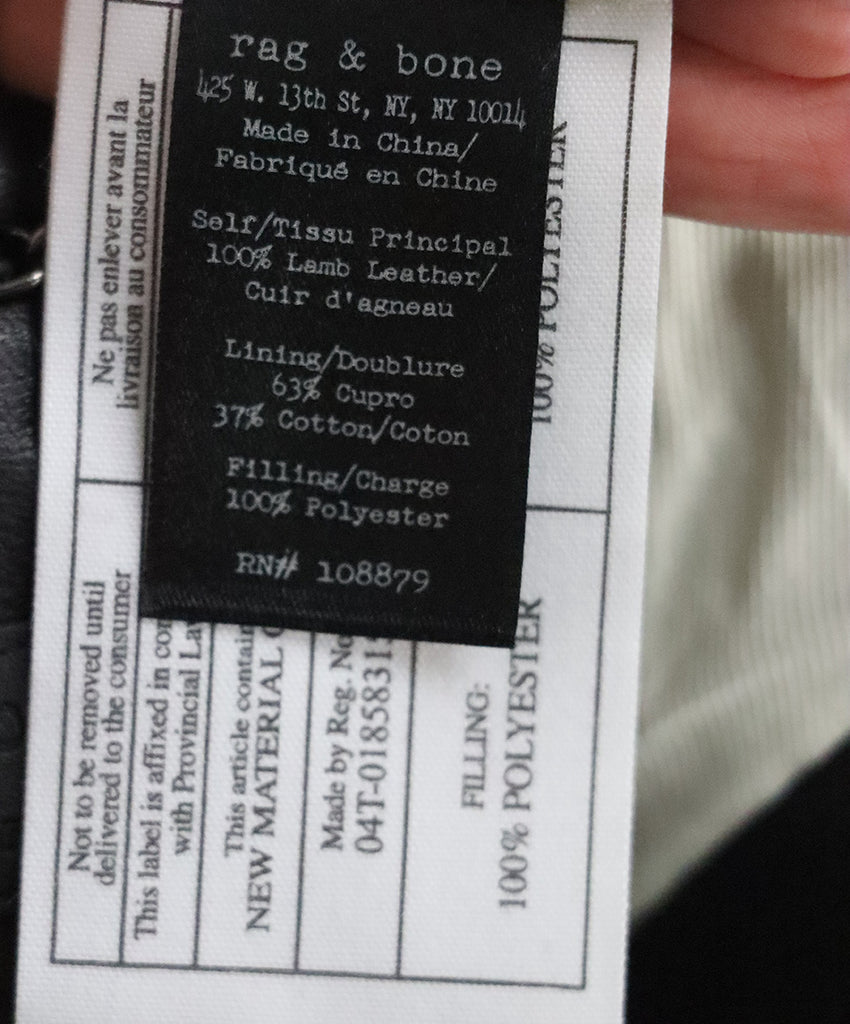 rag & bone
425 W. 13th St, NY, NY 10014
Made in China/
Fabriqué en Chine
Self/Tissu Principal
100% Lamb Leather/
Cuir d'agneau
Lining/Doublure
63% Cupro
37% Cotton/Coton
Filling/Charge
100% Polyester
RN# 108879
Ne pas enlever avant la
livraison au consommateur
100% POLYESTER
Not to be removed until
delivered to the consumer
This label is affixed in
with Provincial
This article
NEW MATERIAL
Made by Reg.
04T-0185831
FILLING:
100% POLYESTER